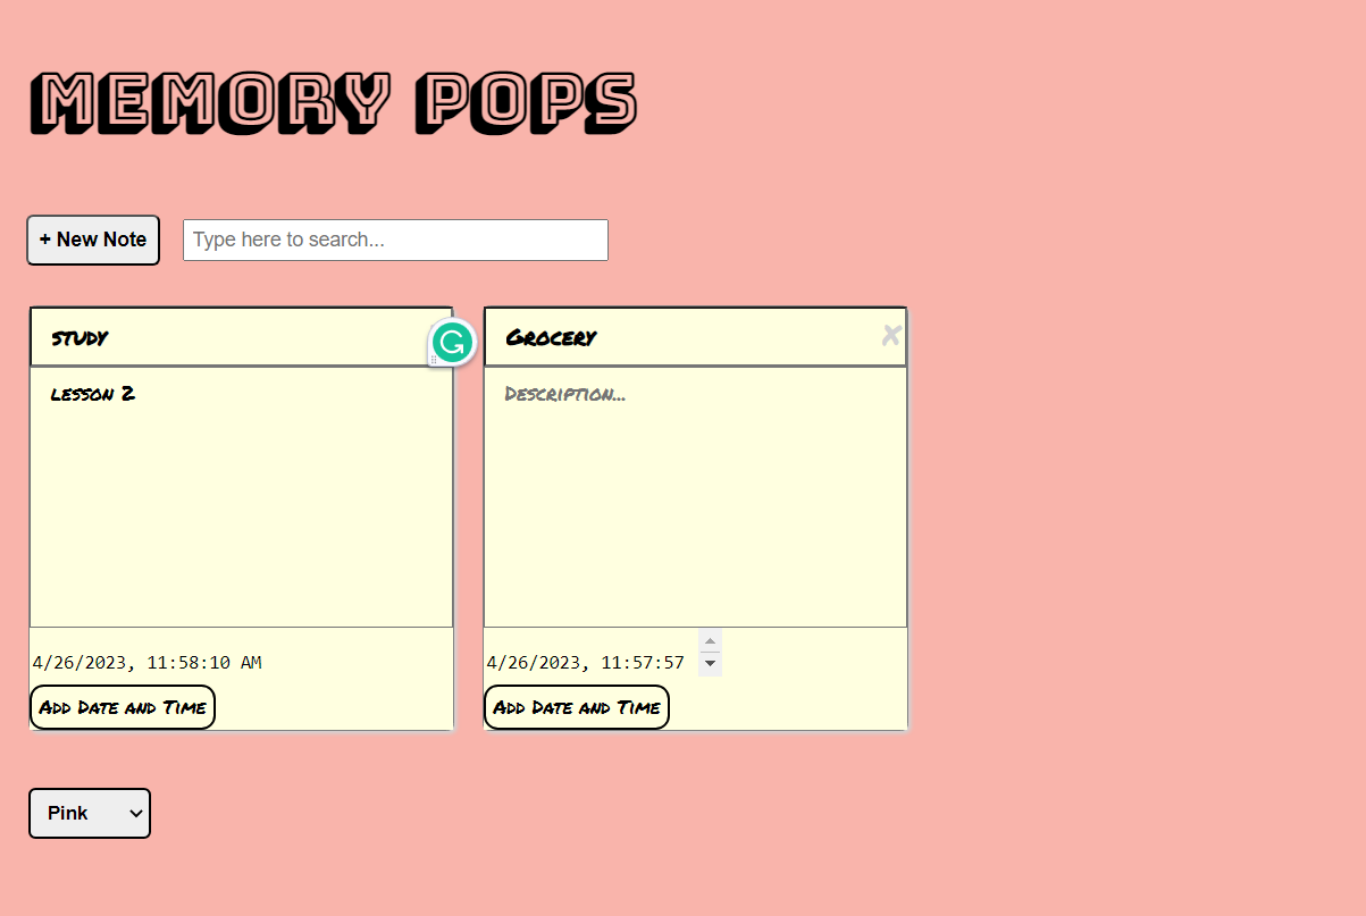 MEMORY POPS
+ New Note
Type here to search...
STUDY
GROCERY
LESSON 2
DESCRIPTION...
4/26/2023, 11:58:10 AM
4/26/2023, 11:57:57
ADD DATE AND TIME
ADD DATE AND TIME
Pink